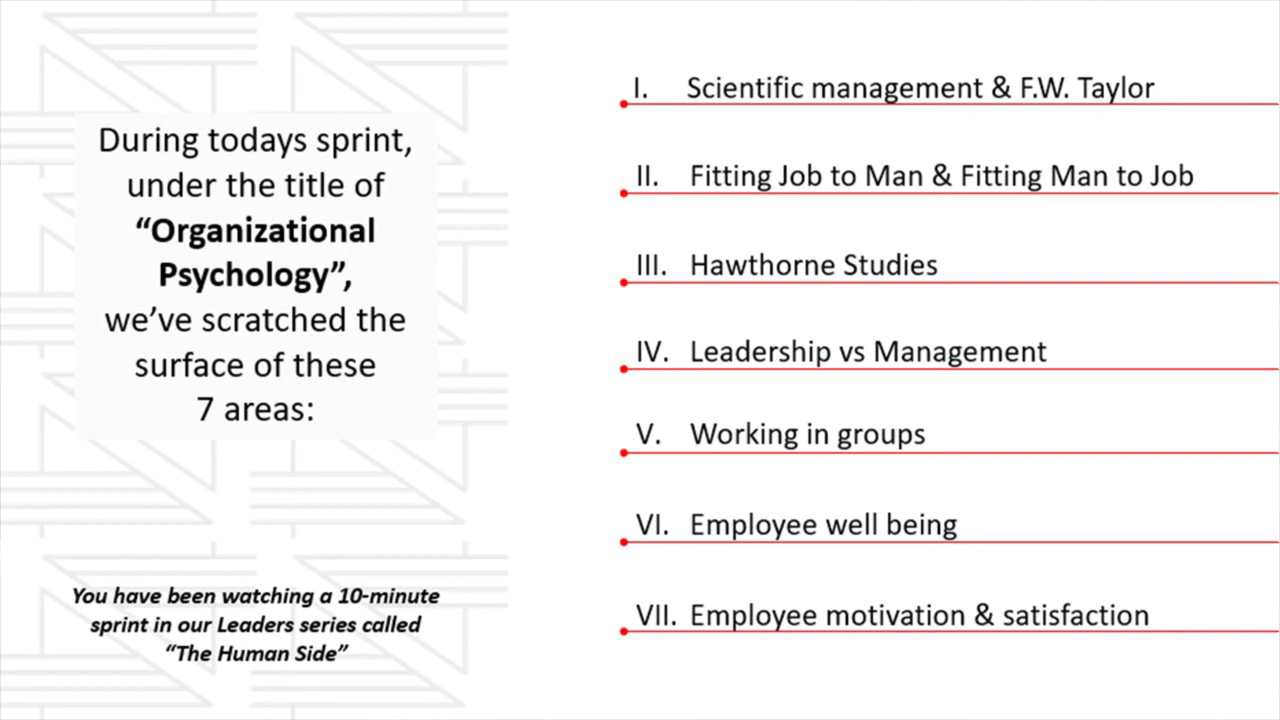 During todays sprint,
under the title of
“Organizational
Psychology”,
we’ve scratched the
surface of these
7 areas:
You have been watching a 10-minute
sprint in our Leaders series called
“The Human Side”
I. Scientific management & F.W. Taylor
II. Fitting Job to Man & Fitting Man to Job
III. Hawthorne Studies
IV. Leadership vs Management
V. Working in groups
VI. Employee well being
VII. Employee motivation & satisfaction